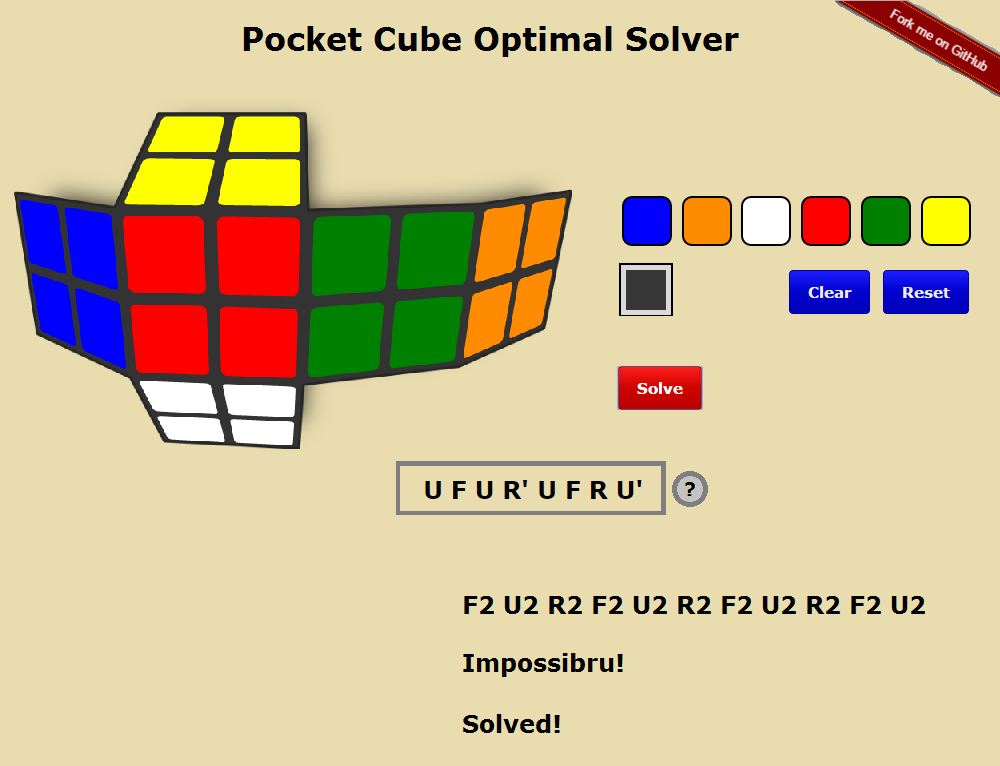 Pocket Cube Optimal Solver
Fork me on GitHub
Clear
Reset
Solve
U F U R' U F R U'
?
F2 U2 R2 F2 U2 R2 F2 U2 R2 F2 U2
Impossibru!
Solved!